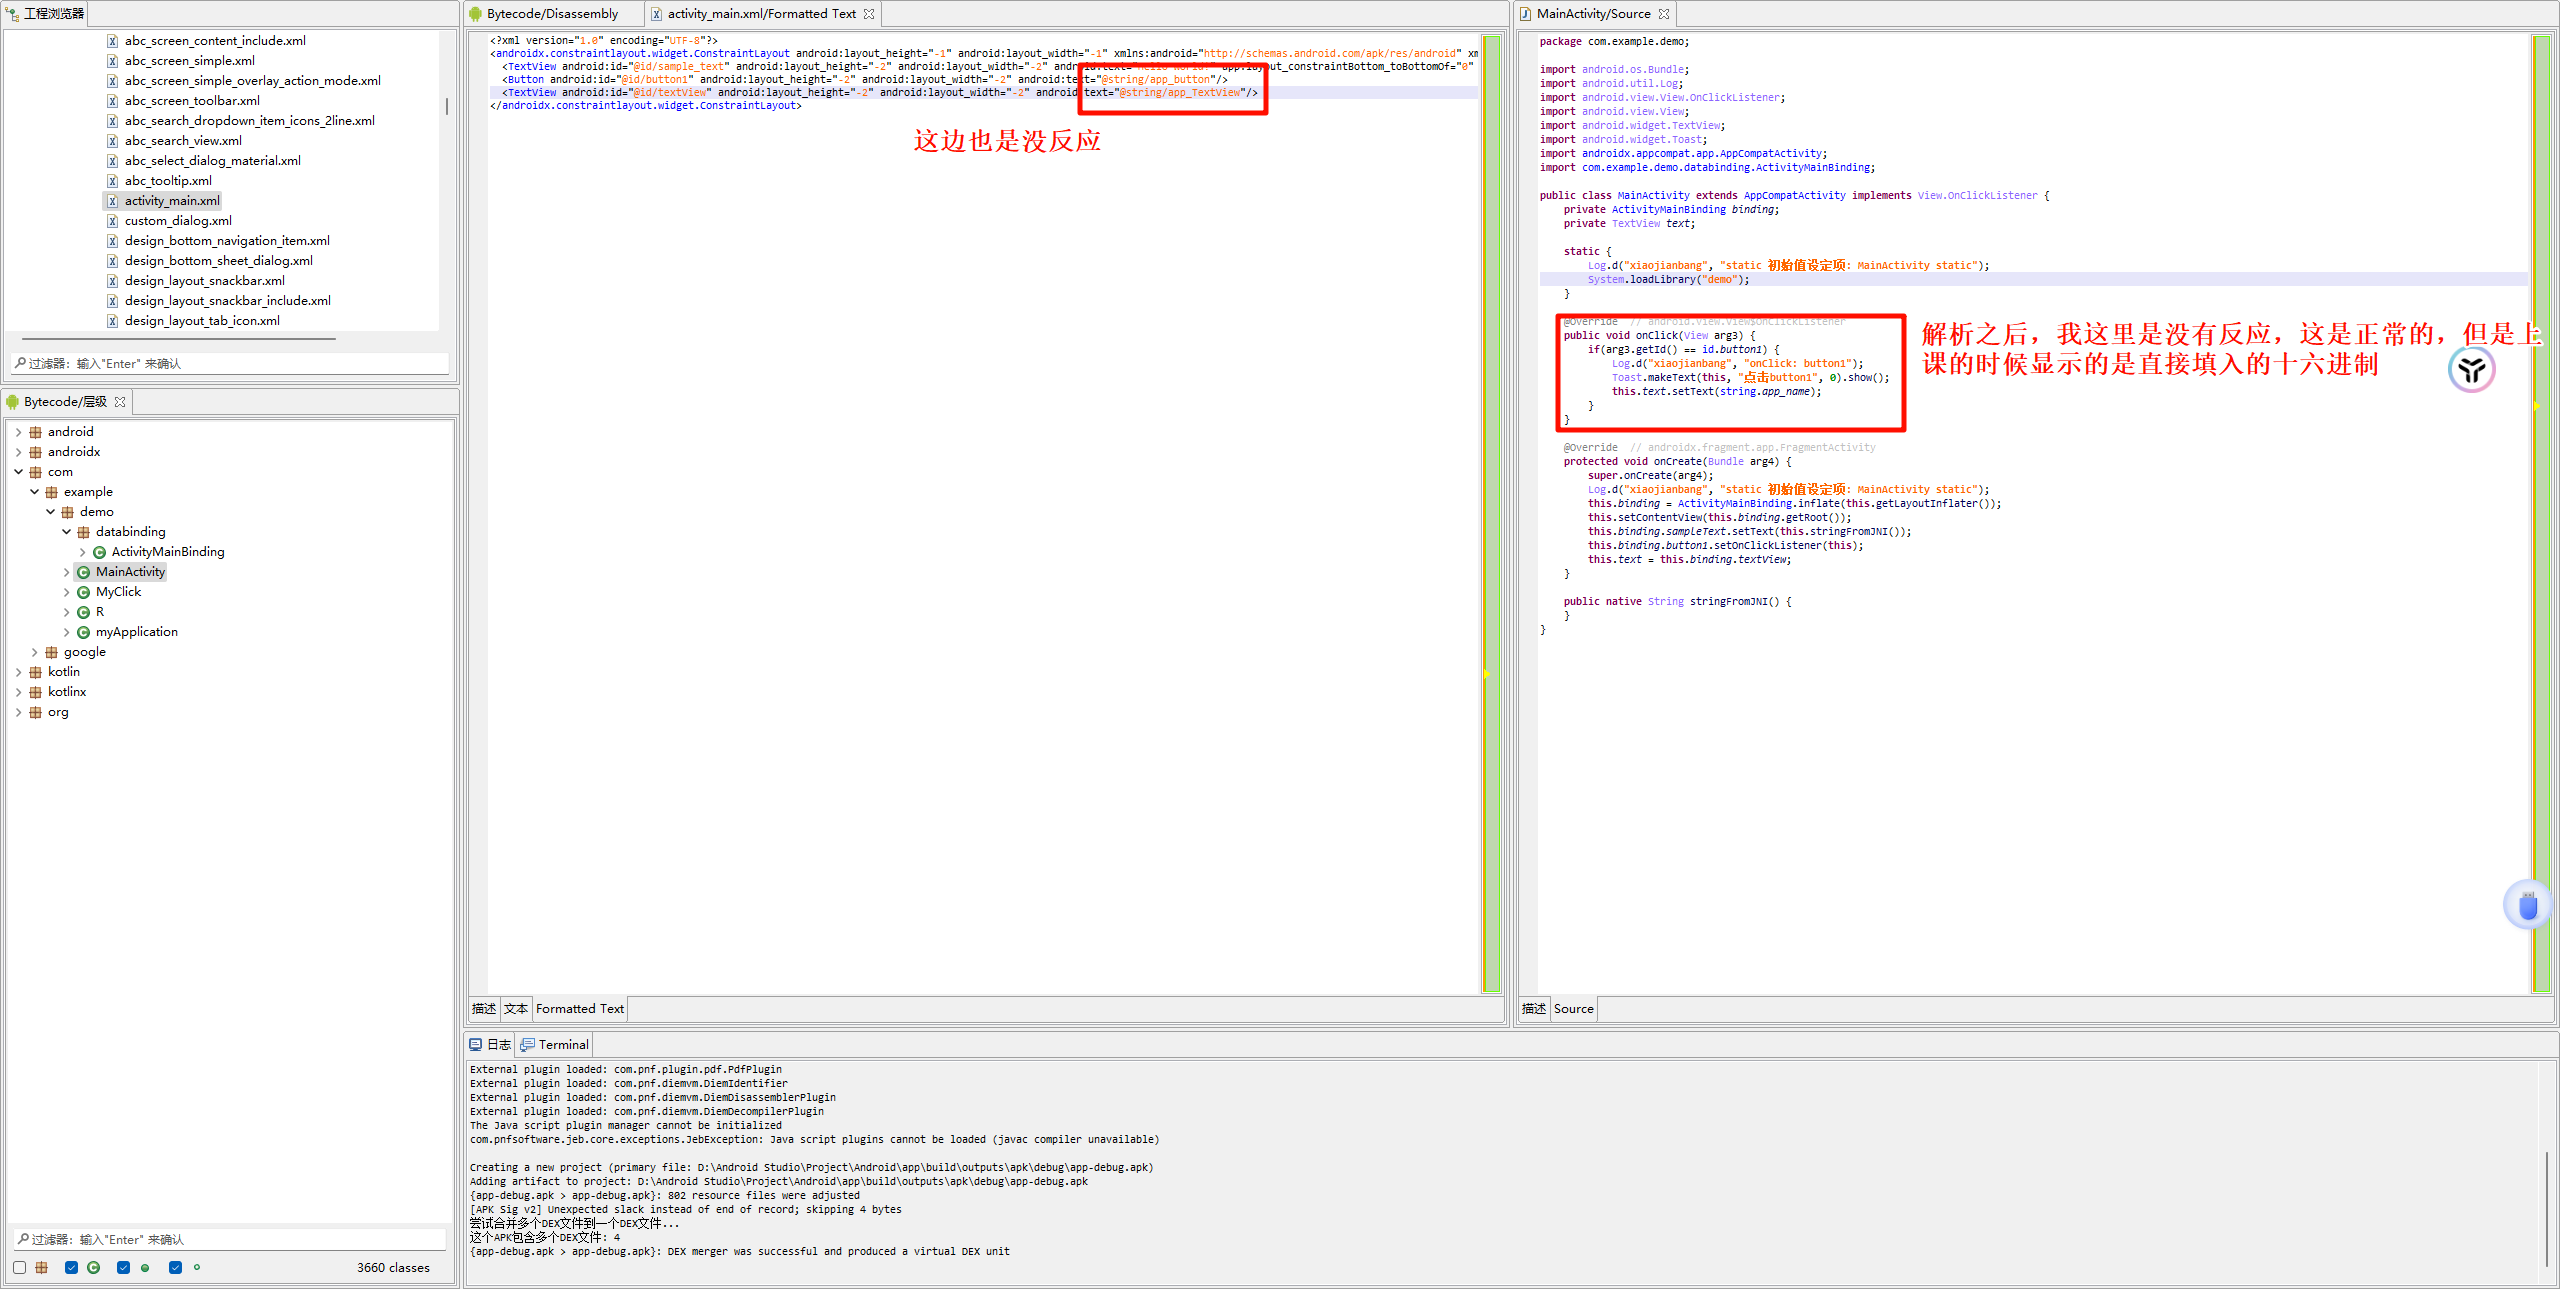 工程浏览器
abc_screen_content_include.xml
abc_screen_simple.xml
abc_screen_simple_overlay_action_mode.xml
abc_screen_toolbar.xml
abc_search_dropdown_item_icons_2line.xml
abc_search_view.xml
abc_select_dialog_material.xml
abc_tooltip.xml
activity_main.xml
custom_dialog.xml
design_bottom_navigation_item.xml
design_bottom_sheet_dialog.xml
design_layout_snackbar.xml
design_layout_snackbar_include.xml
design_layout_tab_icon.xml
过滤器：输入"Enter" 来确认
Bytecode/层级
android
androidx
com
example
demo
databinding
ActivityMainBinding
MainActivity
MyClick
R
myApplication
google
kotlin
kotlinx
org
过滤器：输入"Enter" 来确认
3660 classes
Bytecode/Disassembly
activity_main.xml/Formatted Text
<?xml version="1.0" encoding="UTF-8"?>
<androidx.constraintlayout.widget.ConstraintLayout android:layout_height="-1" android:layout_width="-1" xmlns:android="http://schemas.android.com/apk/res/android" xm
<TextView android:id="@id/sample_text" android:layout_height="-2" android:layout_width="-2" android:text="Hello World!" app:layout_constraintBottom_toBottomOf="0"
<Button android:id="@id/button1" android:layout_height="-2" android:layout_width="-2" android:text="@string/app_button"/>
<TextView android:id="@id/textView" android:layout_height="-2" android:layout_width="-2" android:text="@string/app_TextView"/>
</androidx.constraintlayout.widget.ConstraintLayout>
这边也是没反应
描述 文本 Formatted Text
MainActivity/Source
package com.example.demo;
import android.os.Bundle;
import android.util.Log;
import android.view.View.OnClickListener;
import android.view.View;
import android.widget.TextView;
import android.widget.Toast;
import androidx.appcompat.app.AppCompatActivity;
import com.example.demo.databinding.ActivityMainBinding;
public class MainActivity extends AppCompatActivity implements View.OnClickListener {
private ActivityMainBinding binding;
private TextView text;
static {
Log.d("xiaojianbang", "static 初始值设定项: MainActivity static");
System.loadLibrary("demo");
}
@Override  // android.view.View$OnClickListener
public void onClick(View arg3) {
if(arg3.getId() == id.button1) {
Log.d("xiaojianbang", "onClick: button1");
Toast.makeText(this, "点击button1", 0).show();
this.text.setText(string.app_name);
}
}
解析之后，我这里是没有反应，这是正常的，但是上
课的时候显示的是直接填入的十六进制
@Override  // androidx.fragment.app.FragmentActivity
protected void onCreate(Bundle arg4) {
super.onCreate(arg4);
Log.d("xiaojianbang", "static 初始值设定项: MainActivity static");
this.binding = ActivityMainBinding.inflate(this.getLayoutInflater());
this.setContentView(this.binding.getRoot());
this.binding.sampleText.setText(this.stringFromJNI());
this.binding.button1.setOnClickListener(this);
this.text = this.binding.textView;
}
public native String stringFromJNI() {
}
}
描述 Source
日志 Terminal
External plugin loaded: com.pnf.plugin.pdf.PdfPlugin
External plugin loaded: com.pnf.diemvm.DiemIdentifier
External plugin loaded: com.pnf.diemvm.DiemDisassemblerPlugin
External plugin loaded: com.pnf.diemvm.DiemDecompilerPlugin
The Java script plugin manager cannot be initialized
com.pnfsoftware.jeb.core.exceptions.JebException: Java script plugins cannot be loaded (javac compiler unavailable)
Creating a new project (primary file: D:\Android Studio\Project\Android\app\build\outputs\apk\debug\app-debug.apk)
Adding artifact to project: D:\Android Studio\Project\Android\app\build\outputs\apk\debug\app-debug.apk
{app-debug.apk > app-debug.apk}: 802 resource files were adjusted
[APK Sig v2] Unexpected slack instead of end of record; skipping 4 bytes
尝试合并多个DEX文件到一个DEX文件...
这个APK包含多个DEX文件: 4
{app-debug.apk > app-debug.apk}: DEX merger was successful and produced a virtual DEX unit